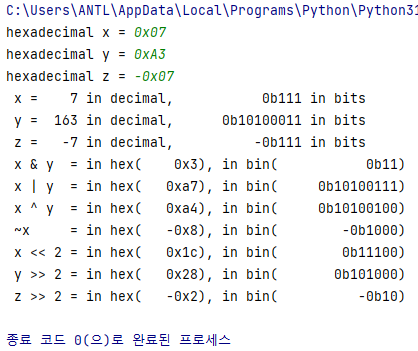 C:\Users\ANTL\AppData\Local\Programs\Python\Python31
hexadecimal x = 0x07
hexadecimal y = 0xA3
hexadecimal z = -0x07
 x =    7 in decimal,           0b111 in bits
 y =  163 in decimal,      0b10100011 in bits
 z =   -7 in decimal,          -0b111 in bits
 x & y  = in hex(    0x3), in bin(           0b11)
 x | y  = in hex(   0xa7), in bin(     0b10100111)
 x ^ y  = in hex(   0xa4), in bin(     0b10100100)
 ~x     = in hex(   -0x8), in bin(        -0b1000)
 x << 2 = in hex(   0x1c), in bin(        0b11100)
 y >> 2 = in hex(   0x28), in bin(       0b101000)
 z >> 2 = in hex(   -0x2), in bin(          -0b10)
종료 코드 0(으)로 완료된 프로세스